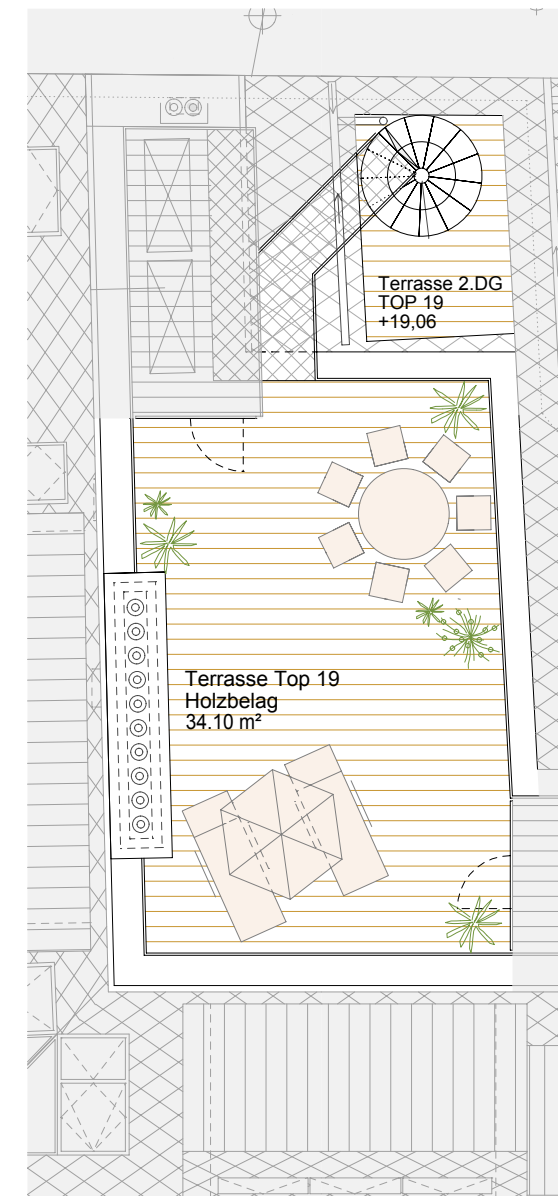 Terrasse 2.DG
TOP 19
+19,06
Terrasse Top 19
Holzbelag
34.10 m²